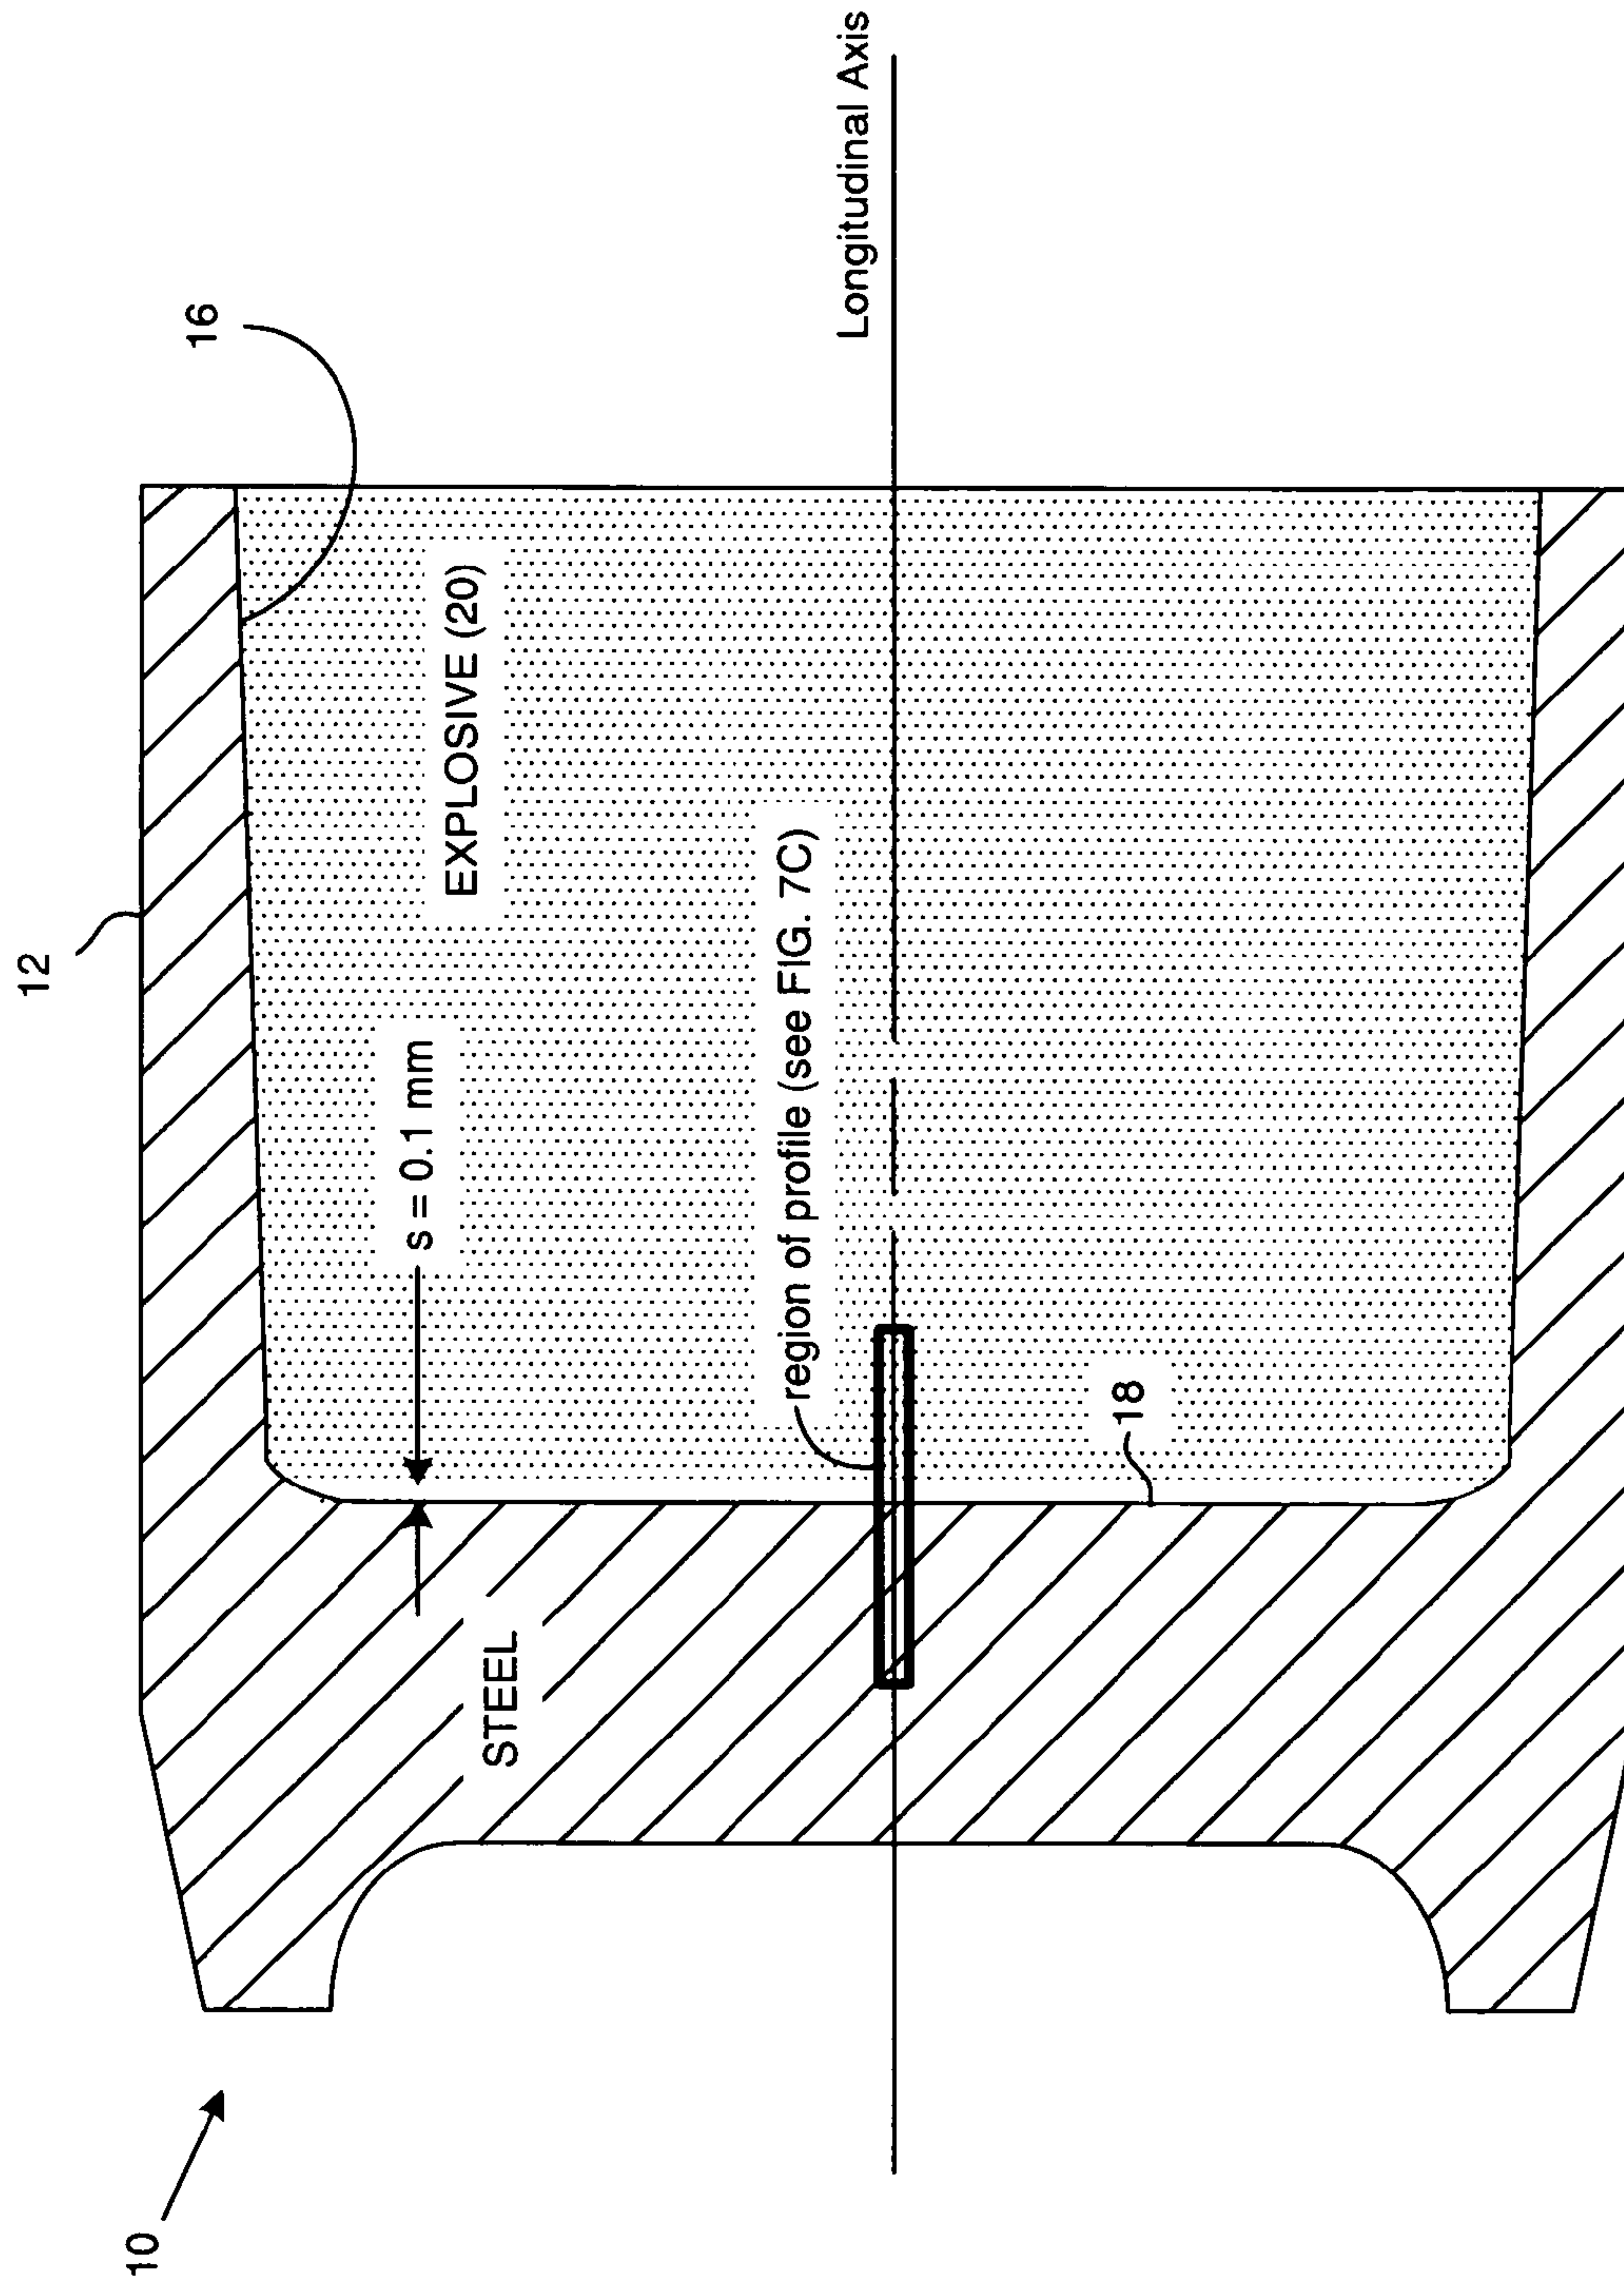 10
12
16
STEEL
s = 0.1 mm
EXPLOSIVE (20)
region of profile (see FIG. 7C)
Longitudinal Axis
18